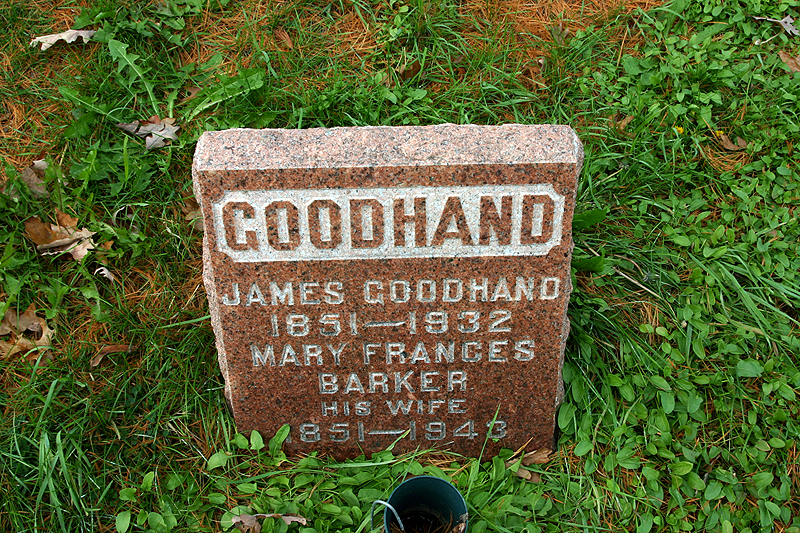 GOODHAND
JAMES GOODHAND
1851—1932
MARY FRANCES
BARKER
HIS WIFE
1851—1943